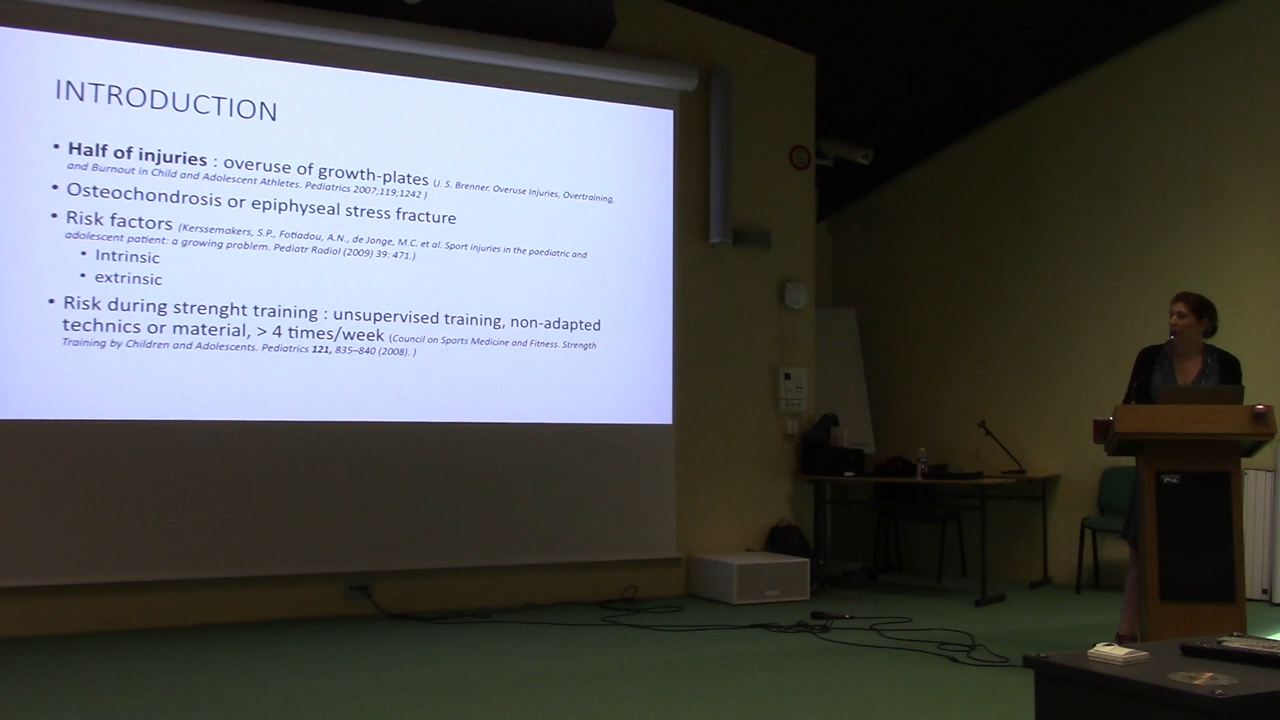 INTRODUCTION
• Half of injuries : overuse of growth-plates (J. S. Brenner. Overuse Injuries, Overtraining,
and Burnout in Child and Adolescent Athletes. Pediatrics 2007;119;1242 )
• Osteochondrosis or epiphyseal stress fracture
• Risk factors (Kerssemakers, S.P., Fotiadou, A.N., de Jonge, M.C. et al. Sport injuries in the paediatric and
adolescent patient: a growing problem. Pediatr Radiol (2009) 39: 471.)
• Intrinsic
• extrinsic
• Risk during strenght training : unsupervised training, non-adapted
technics or material, > 4 times/week (Council on Sports Medicine and Fitness. Strength
Training by Children and Adolescents. Pediatrics 121, 835–840 (2008). )